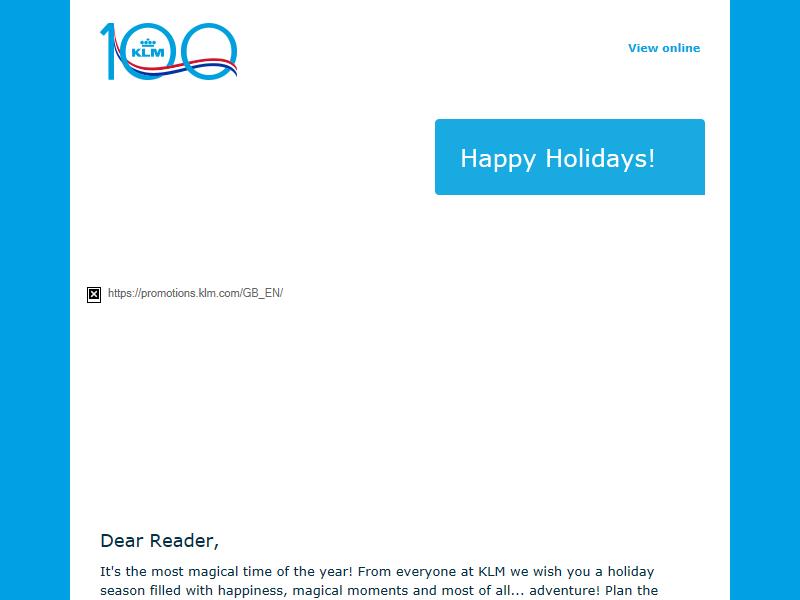 100
KLM
View online
Happy Holidays!
https://promotions.klm.com/GB_EN/
Dear Reader,
It's the most magical time of the year! From everyone at KLM we wish you a holiday
season filled with happiness, magical moments and most of all... adventure! Plan the